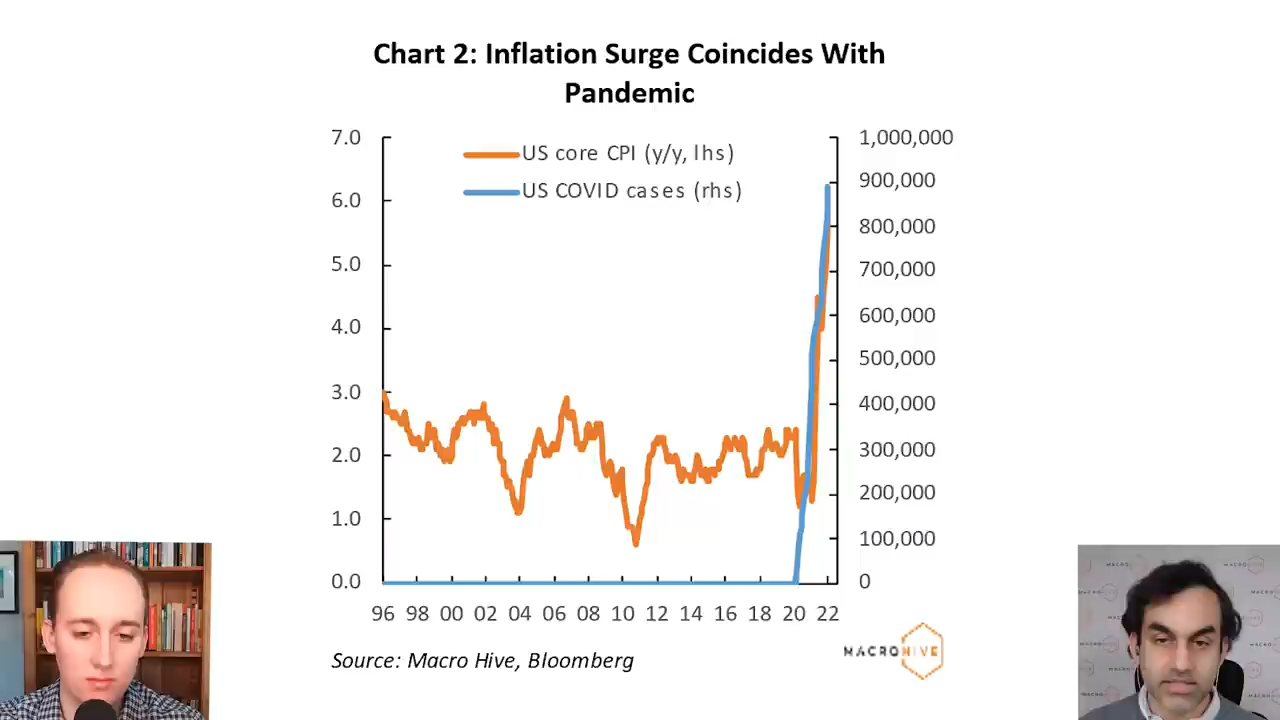 Chart 2: Inflation Surge Coincides With
Pandemic
7.0
6.0
5.0
4.0
3.0
2.0
1.0
0.0
US core CPI (y/y, lhs)
US COVID cases (rhs)
1,000,000
900,000
800,000
700,000
600,000
500,000
400,000
300,000
200,000
100,000
0
96 98 00 02 04 06 08 10 12 14 16 18 20 22
Source: Macro Hive, Bloomberg
MACROHIVE